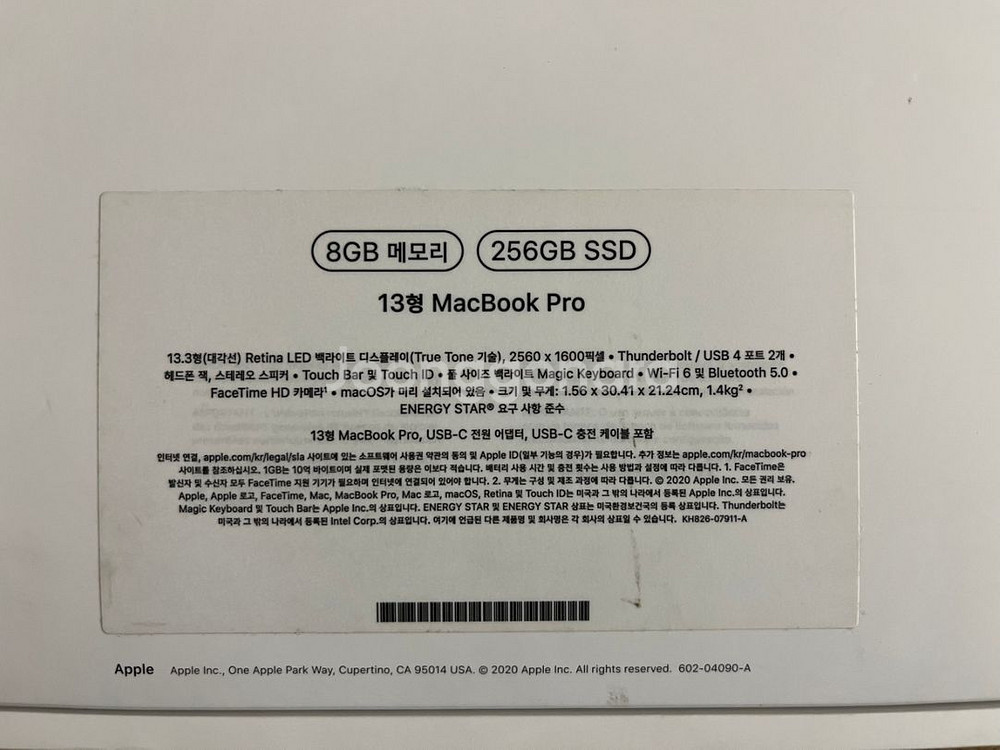 8GB 메모리 256GB SSD
13형 MacBook Pro
13.3형(대각선) Retina LED 백라이트 디스플레이(True Tone 기술), 2560 x 1600픽셀 • Thunderbolt / USB 4 포트 2개 •
헤드폰 잭, 스테레오 스피커 • Touch Bar 및 Touch ID • 풀 사이즈 백라이트 Magic Keyboard • Wi-Fi 6 및 Bluetooth 5.0 •
FaceTime HD 카메라¹ • macOS가 미리 설치되어 있음 • 크기 및 무게: 1.56 x 30.41 x 21.24cm, 1.4kg² •
ENERGY STAR® 요구 사항 준수
13형 MacBook Pro, USB-C 전원 어댑터, USB-C 충전 케이블 포함
인터넷 연결, apple.com/kr/legal/sla 사이트에 있는 소프트웨어 사용권 약관의 동의 및 Apple ID(일부 기능의 경우)가 필요합니다. 추가 정보는 apple.com/kr/macbook-pro
사이트를 참조하십시오. 1GB는 10억 바이트이며 실제 포맷된 용량은 이보다 적습니다. 배터리 사용 시간 및 충전 횟수는 사용 방법과 설정에 따라 다릅니다. 1. FaceTime은
발신자 및 수신자 모두 FaceTime 지원 기기가 필요하며 인터넷에 연결되어 있어야 합니다. 2. 무게는 구성 및 제조 과정에 따라 다릅니다. © 2020 Apple Inc. 모든 권리 보유.
Apple, Apple 로고, FaceTime, Mac, MacBook Pro, Mac 로고, macOS, Retina 및 Touch ID는 미국과 그 밖의 나라에서 등록된 Apple Inc.의 상표입니다.
Magic Keyboard 및 Touch Bar는 Apple Inc.의 상표입니다. ENERGY STAR 및 ENERGY STAR 상표는 미국환경보건국의 등록 상표입니다. Thunderbolt는
미국과 그 밖의 나라에서 등록된 Intel Corp.의 상표입니다. 여기에 언급된 다른 제품명 및 회사명은 각 회사의 상표일 수 있습니다. KH826-07911-A
Apple Apple Inc., One Apple Park Way, Cupertino, CA 95014 USA. © 2020 Apple Inc. All rights reserved. 602-04090-A